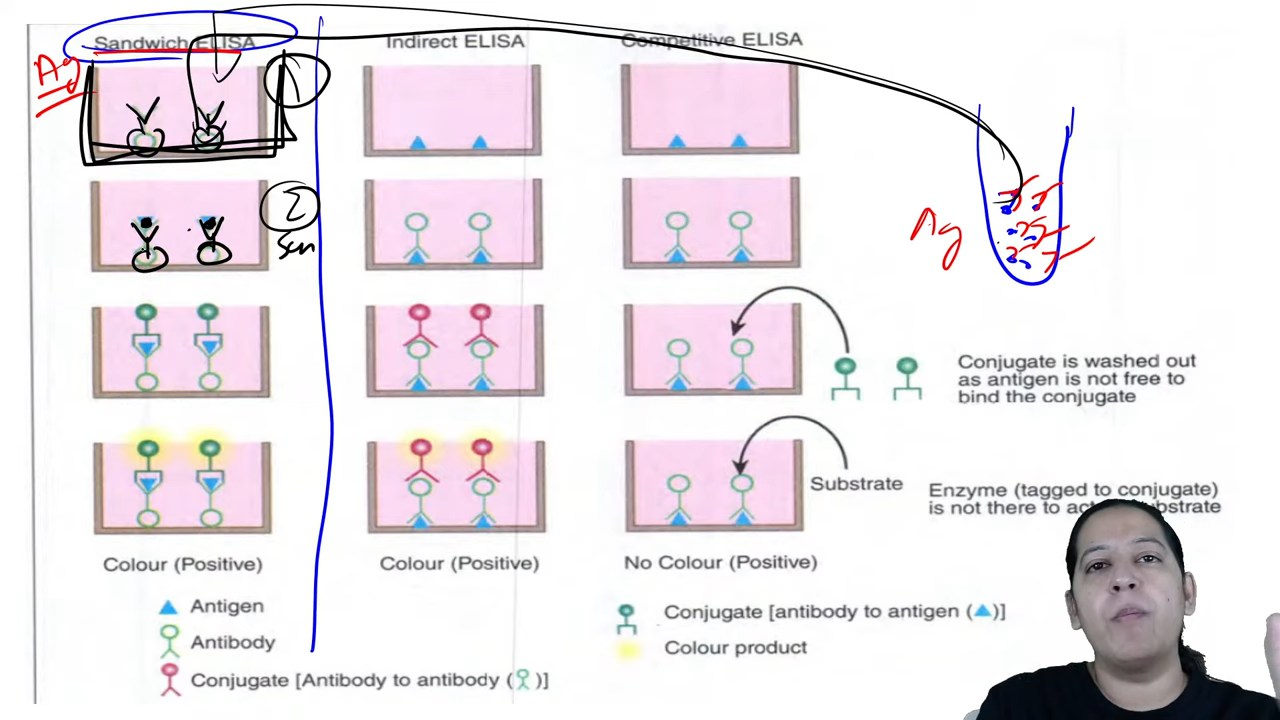 Sandwich ELISA
Indirect ELISA
Competitive ELISA
Ag
1
2
Ag
Conjugate is washed out
as antigen is not free to
bind the conjugate
Substrate
Enzyme (tagged to conjugate)
is not there to act substrate
Colour (Positive)
Colour (Positive)
No Colour (Positive)
Antigen
Antibody
Conjugate [Antibody to antibody ( )]
Conjugate [antibody to antigen ( )]
Colour product